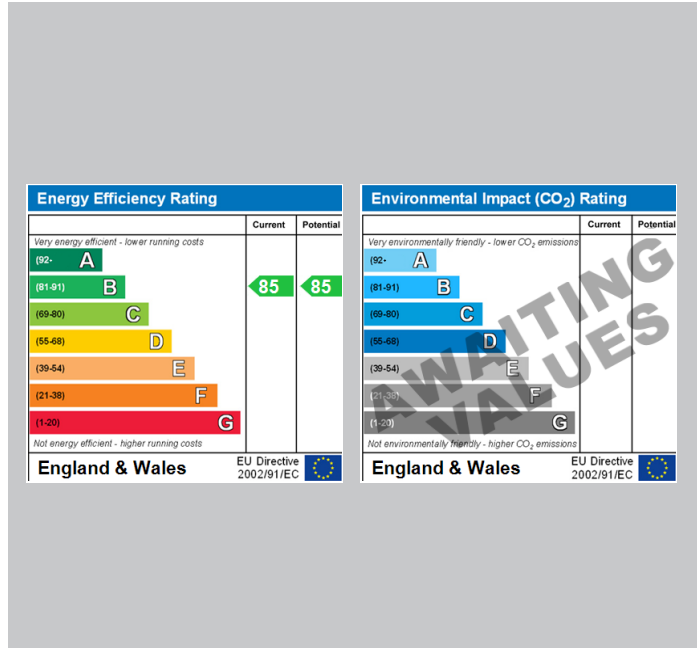 Energy Efficiency Rating
Current Potential
Very energy efficient - lower running costs
(92- A
(81-91) B 85 85
(69-80) C
(55-68) D
(39-54) E
(21-38) F
(1-20) G
Not energy efficient - higher running costs
England & Wales
EU Directive
2002/91/EC
Environmental Impact (CO2) Rating
Current Potential
Very environmentally friendly - lower CO2 emissions
(92- A
(81-91) B
(69-80) C
(55-68) D
(39-54) E
(21-38) F
(1-20) G
AWAITING
VALUES
Not environmentally friendly - higher CO2 emissions
England & Wales
EU Directive
2002/91/EC